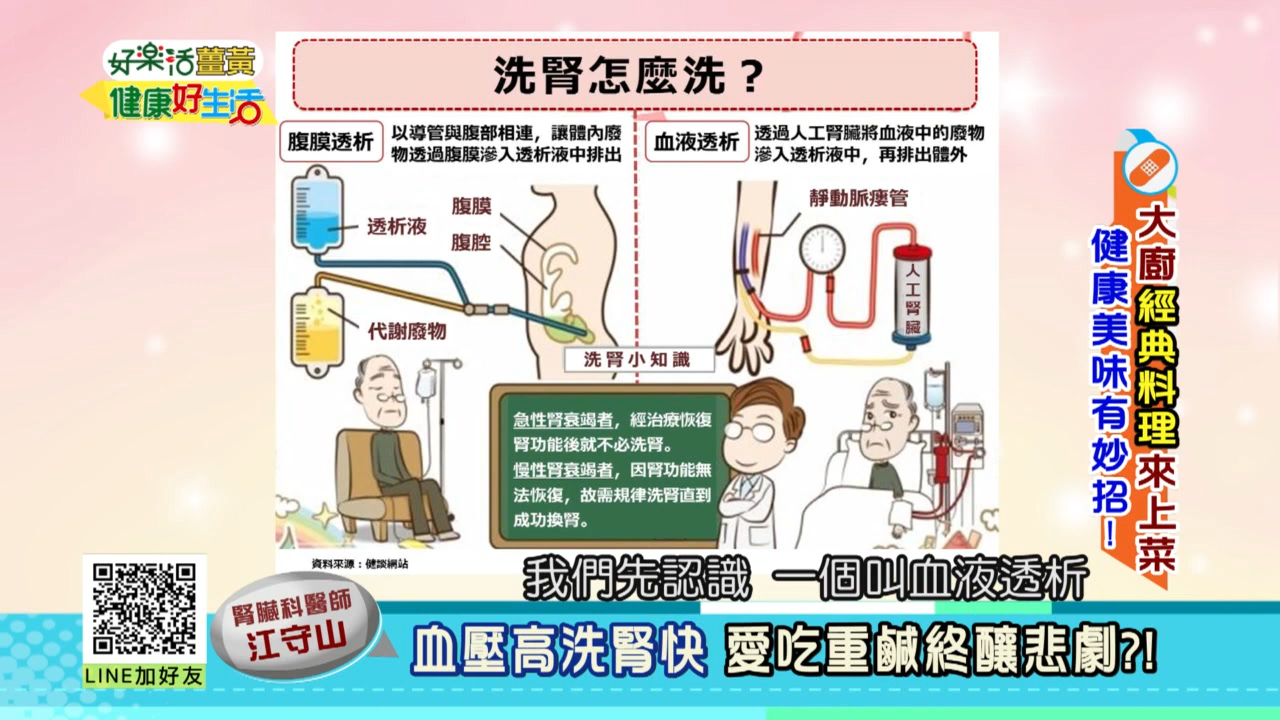 好楽活薑黃
健康好生活
洗腎怎麼洗？
腹膜透析
以導管與腹部相連，讓體內廢
物透過腹膜滲入透析液中排出
血液透析
透過人工腎臟將血液中的廢物
滲入透析液中，再排出體外
透析液
腹膜
腹腔
代謝廢物
靜動脈瘻管
人工腎臟
洗腎小知識
急性腎衰竭者，經治療恢復
腎功能後就不必洗腎。
慢性腎衰竭者，因腎功能無
法恢復，故需規律洗腎直到
成功換腎。
資料來源：健談網站
大廚經典料理來上菜
健康美味有妙招！
我們先認識 一個叫血液透析
LINE加好友
腎臟科醫師
江守山
血壓高洗腎快 愛吃重鹹終釀悲劇?!